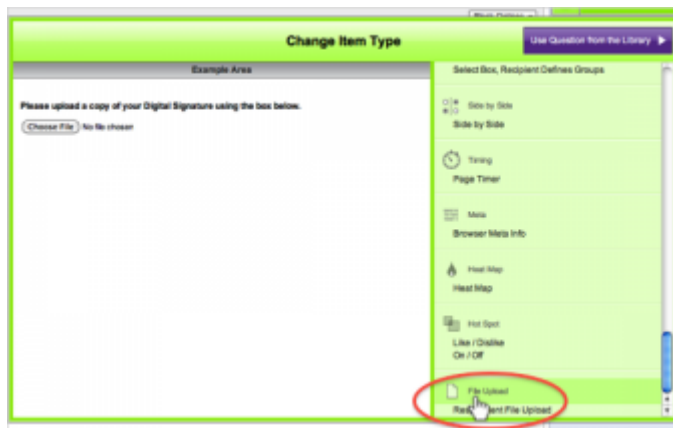 Change Item Type
Use Question from the Library
Example Area
Please upload a copy of your Digital Signature using the box below.
Choose File No file chosen
Select Box, Recipient Defines Groups
Side by Side
Side by Side
Timing
Page Timer
Meta
Browser Meta Info
Heat Map
Heat Map
Hot Spot
Like / Dislike
On / Off
File Upload
File Upload